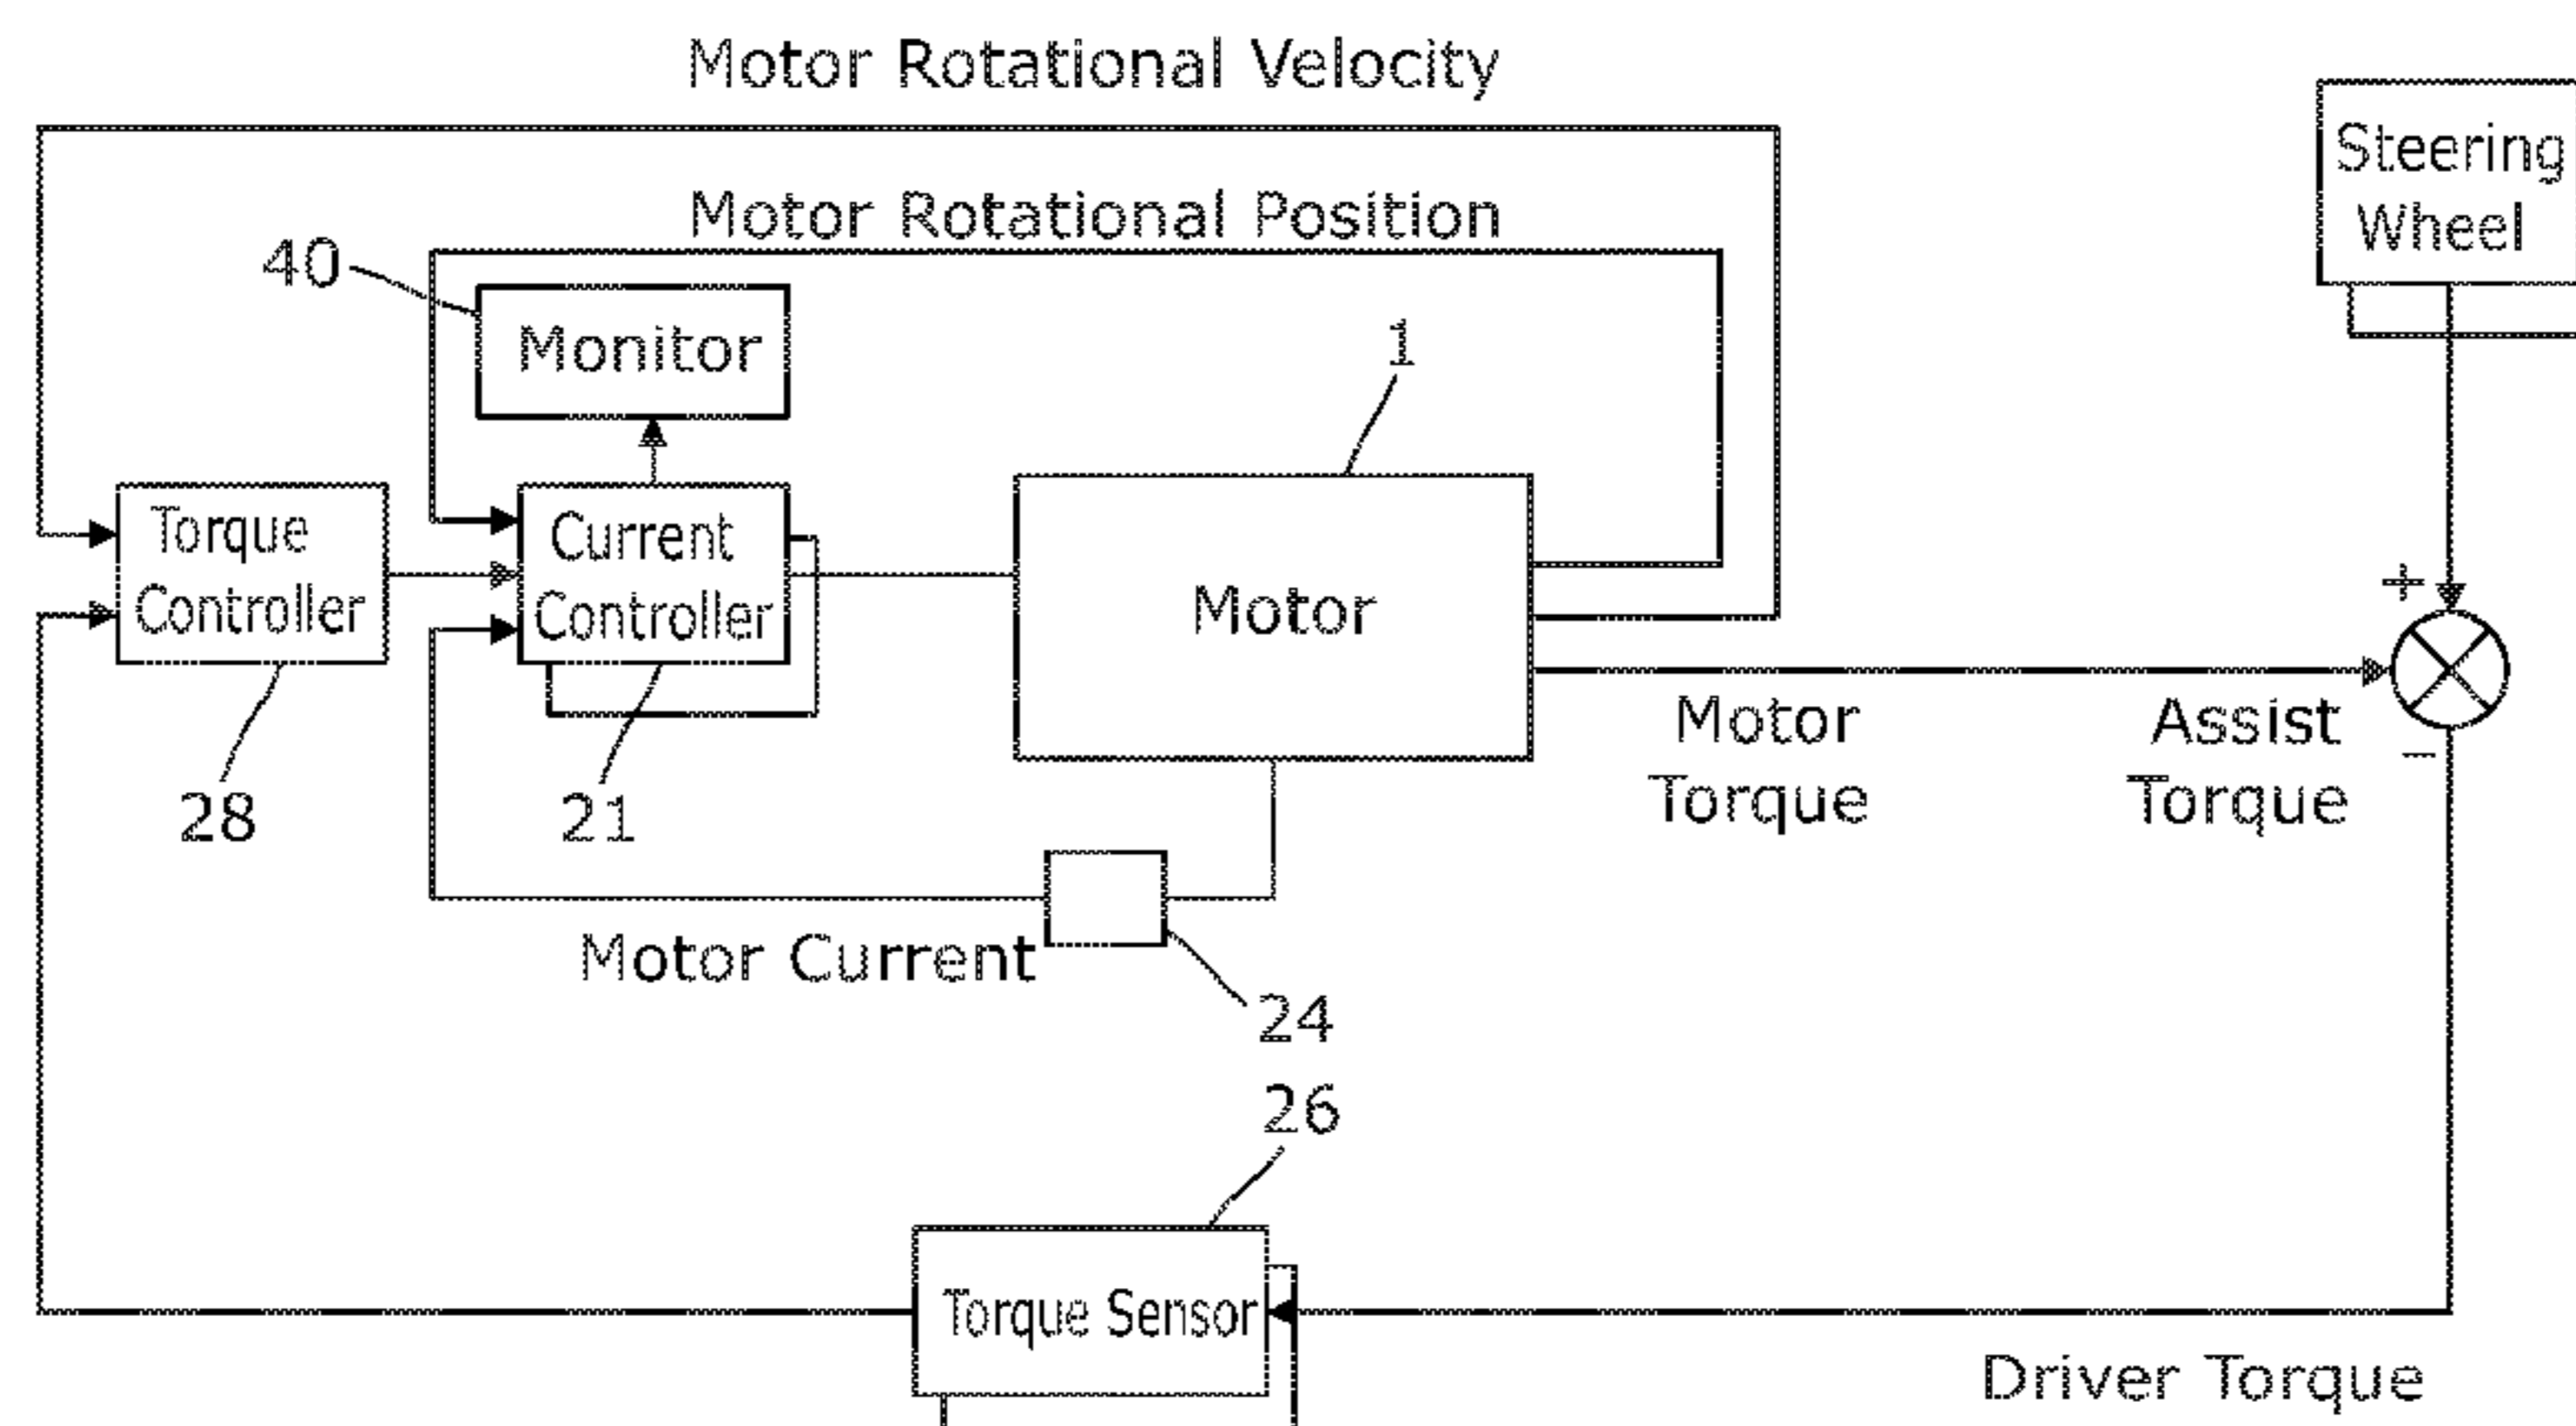 Motor Rotational Velocity
Steering
Wheel
Motor Rotational Position
40
Monitor
1
Torque
Controller
Current
Controller
Motor
+
Motor
Torque
Assist
Torque
−
28
21
Motor Current
24
26
Torque Sensor
Driver Torque